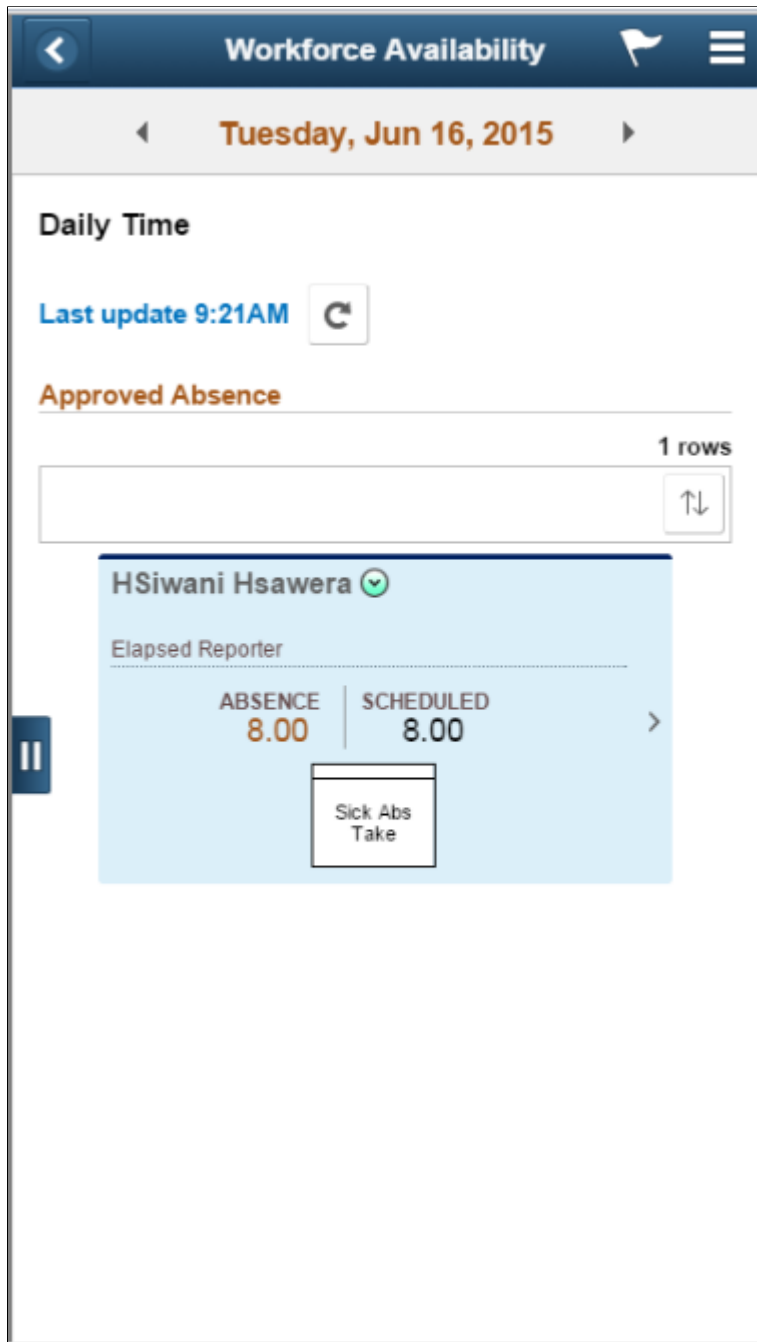 Workforce Availability
Tuesday, Jun 16, 2015
Daily Time
Last update 9:21AM
Approved Absence
1 rows
HSiwani Hsawera
Elapsed Reporter
ABSENCE SCHEDULED
8.00 8.00
Sick Abs
Take